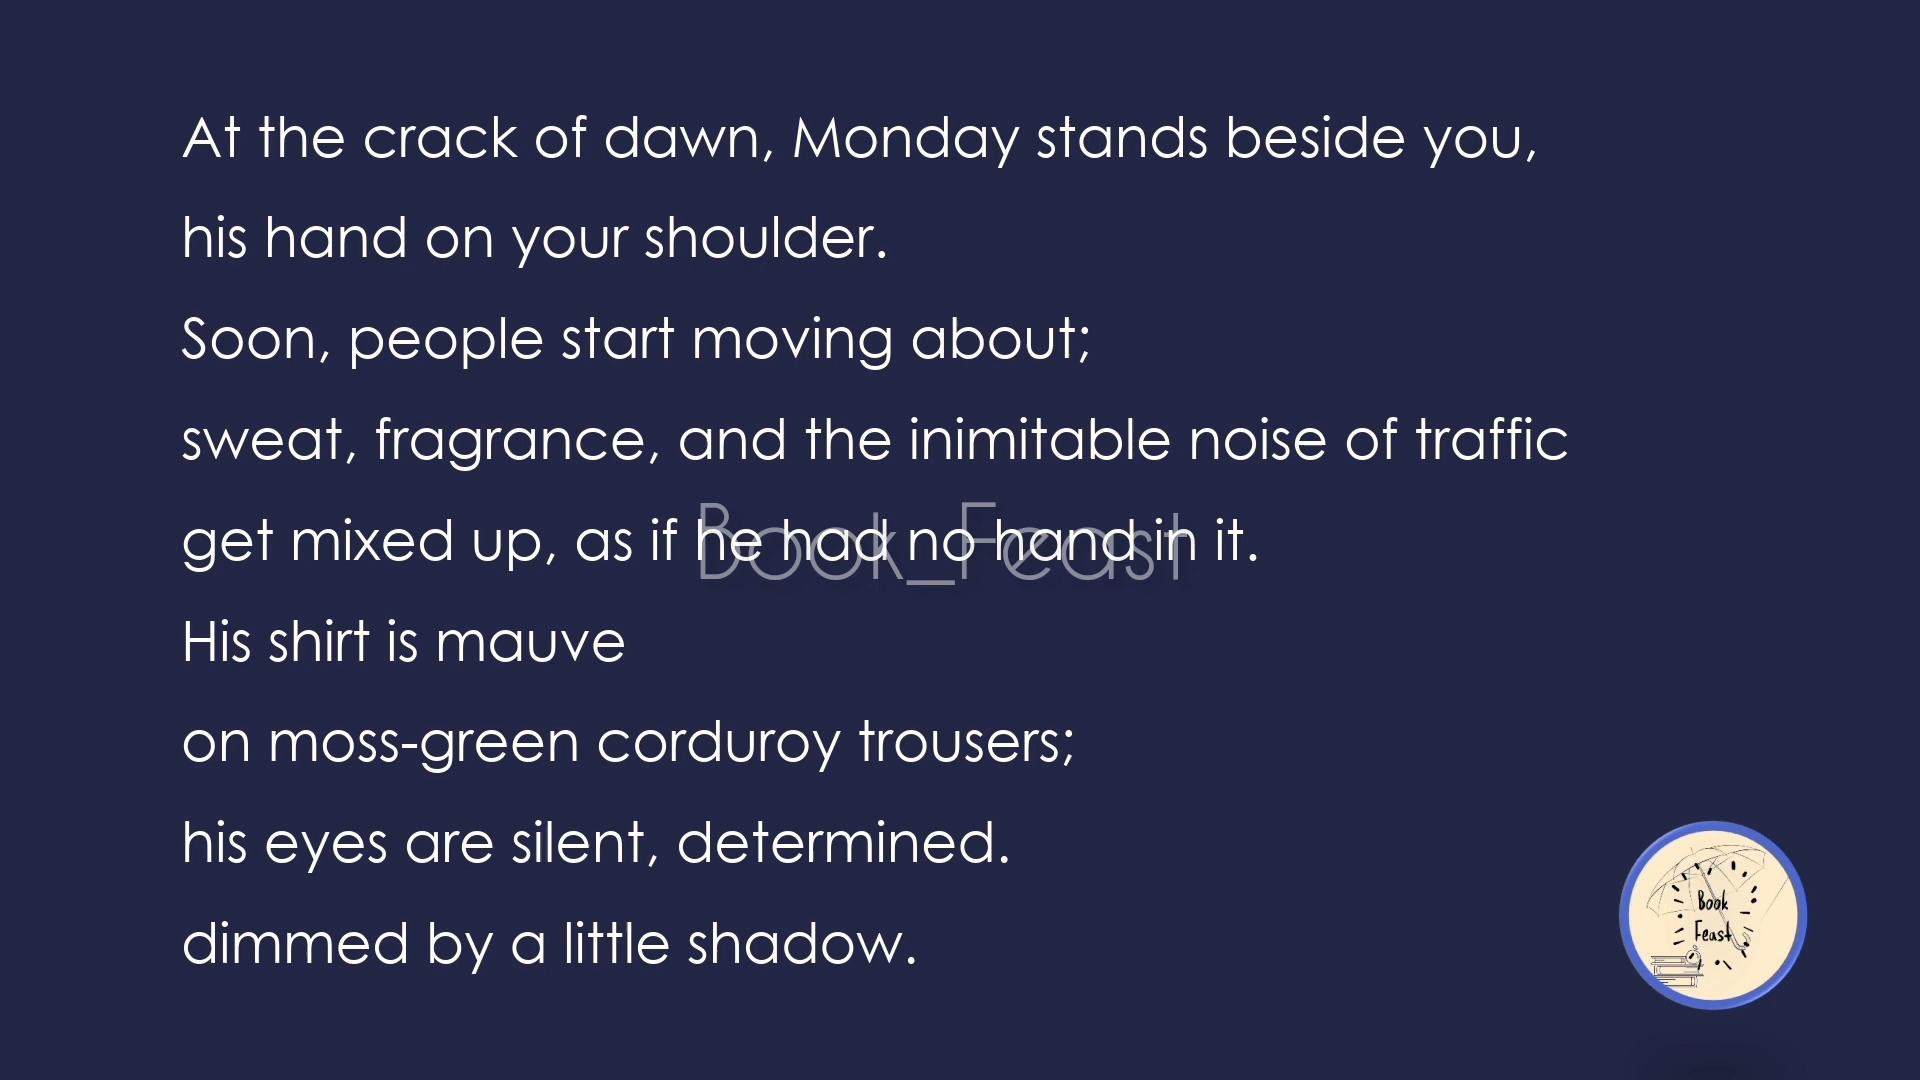 At the crack of dawn, Monday stands beside you,
his hand on your shoulder.
Soon, people start moving about;
sweat, fragrance, and the inimitable noise of traffic
get mixed up, as if he had no hand in it.
Book_Feast
His shirt is mauve
on moss-green corduroy trousers;
his eyes are silent, determined.
dimmed by a little shadow.
Book
Feast